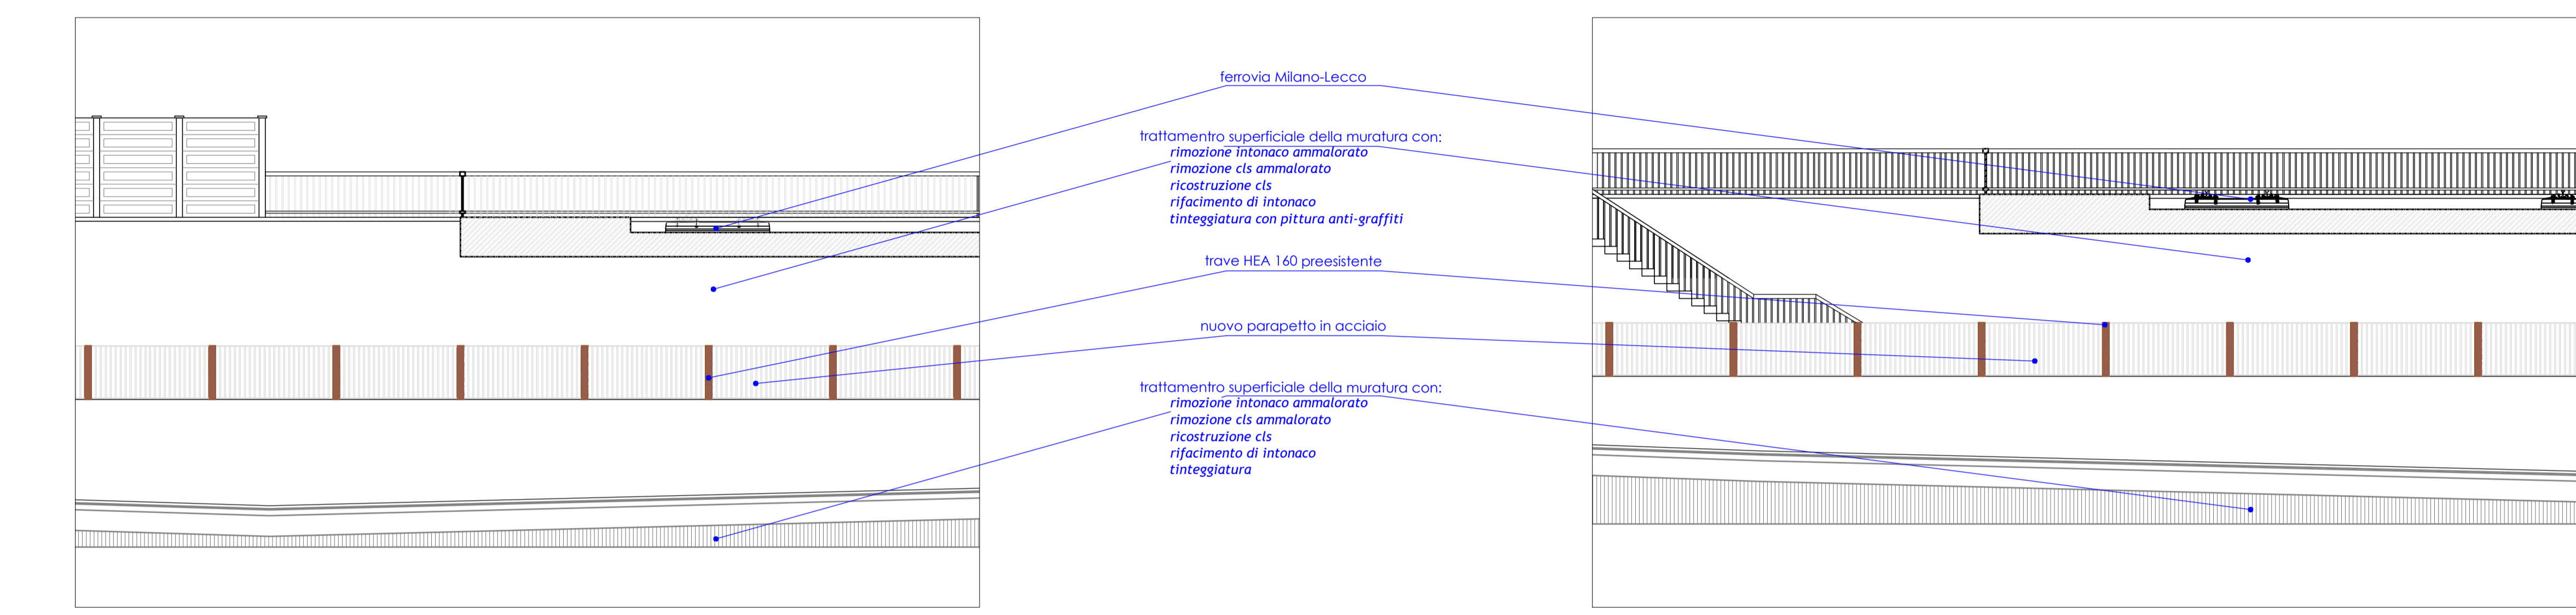 ferrovia Milano-Lecco
trattamentro superficiale della muratura con:
rimozione intonaco ammalorato
rimozione cls ammalorato
ricostruzione cls
rifacimento di intonaco
tinteggiatura con pittura anti-graffiti
trave HEA 160 preesistente
nuovo parapetto in acciaio
trattamentro superficiale della muratura con:
rimozione intonaco ammalorato
rimozione cls ammalorato
ricostruzione cls
rifacimento di intonaco
tinteggiatura